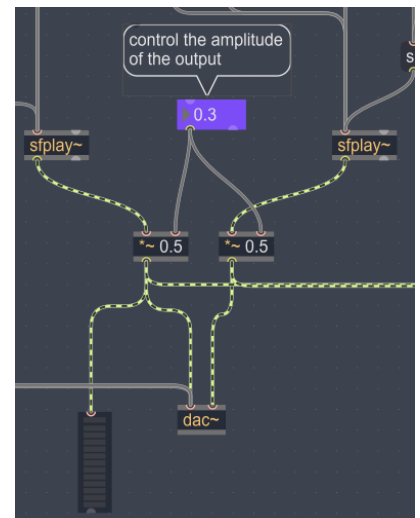 control the amplitude
of the output
0.3
s
sfplay~
sfplay~
*~ 0.5
*~ 0.5
dac~